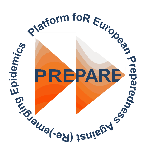 Platform foR European Preparedness Against (Re-)emerging Epidemics
PREPARE